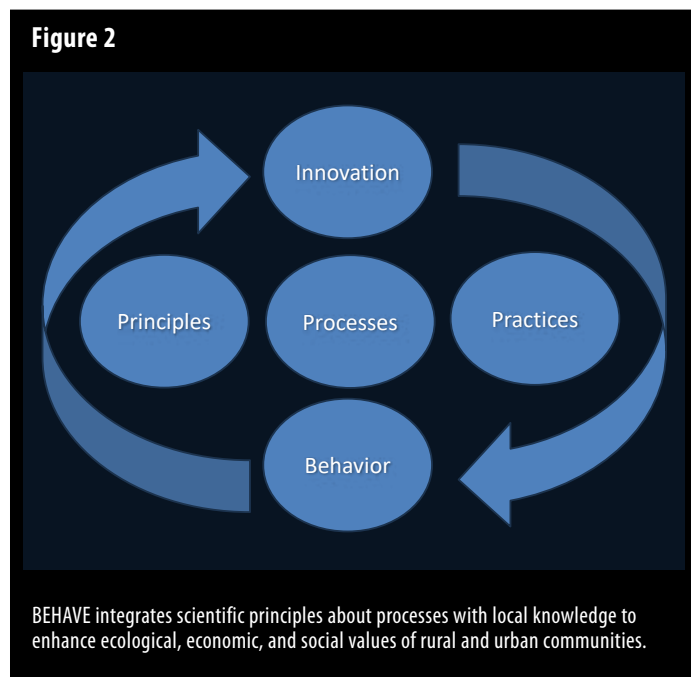 Figure 2
Innovation
Principles
Processes
Practices
Behavior
BEHAVE integrates scientific principles about processes with local knowledge to
enhance ecological, economic, and social values of rural and urban communities.